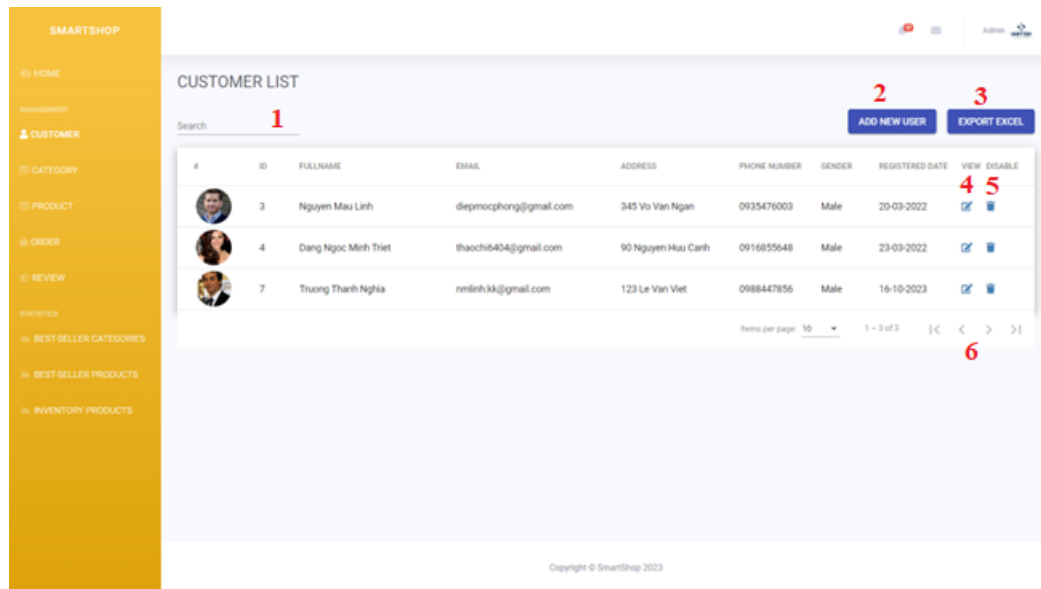 SMARTSHOP
Admin
HOME
MANAGEMENT
CUSTOMER
CATEGORY
PRODUCT
ORDER
REVIEW
STATISTICS
BEST-SELLER CATEGORIES
BEST-SELLER PRODUCTS
INVENTORY PRODUCTS
CUSTOMER LIST
2 3
Search 1 ADD NEW USER EXPORT EXCEL
# ID FULLNAME EMAIL ADDRESS PHONE NUMBER GENDER REGISTERED DATE VIEW DISABLE
4 5
3 Nguyen Mau Linh diepmocphong@gmail.com 345 Vo Van Ngan 0935476003 Male 20-03-2022
4 Dang Ngoc Minh Triet thaochi6404@gmail.com 90 Nguyen Huu Canh 0916855648 Male 23-03-2022
7 Truong Thanh Nghia nmlinh.kk@gmail.com 123 Le Van Viet 0988447856 Male 16-10-2023
Items per page: 10 1 – 3 of 3
6
Copyright © SmartShop 2023